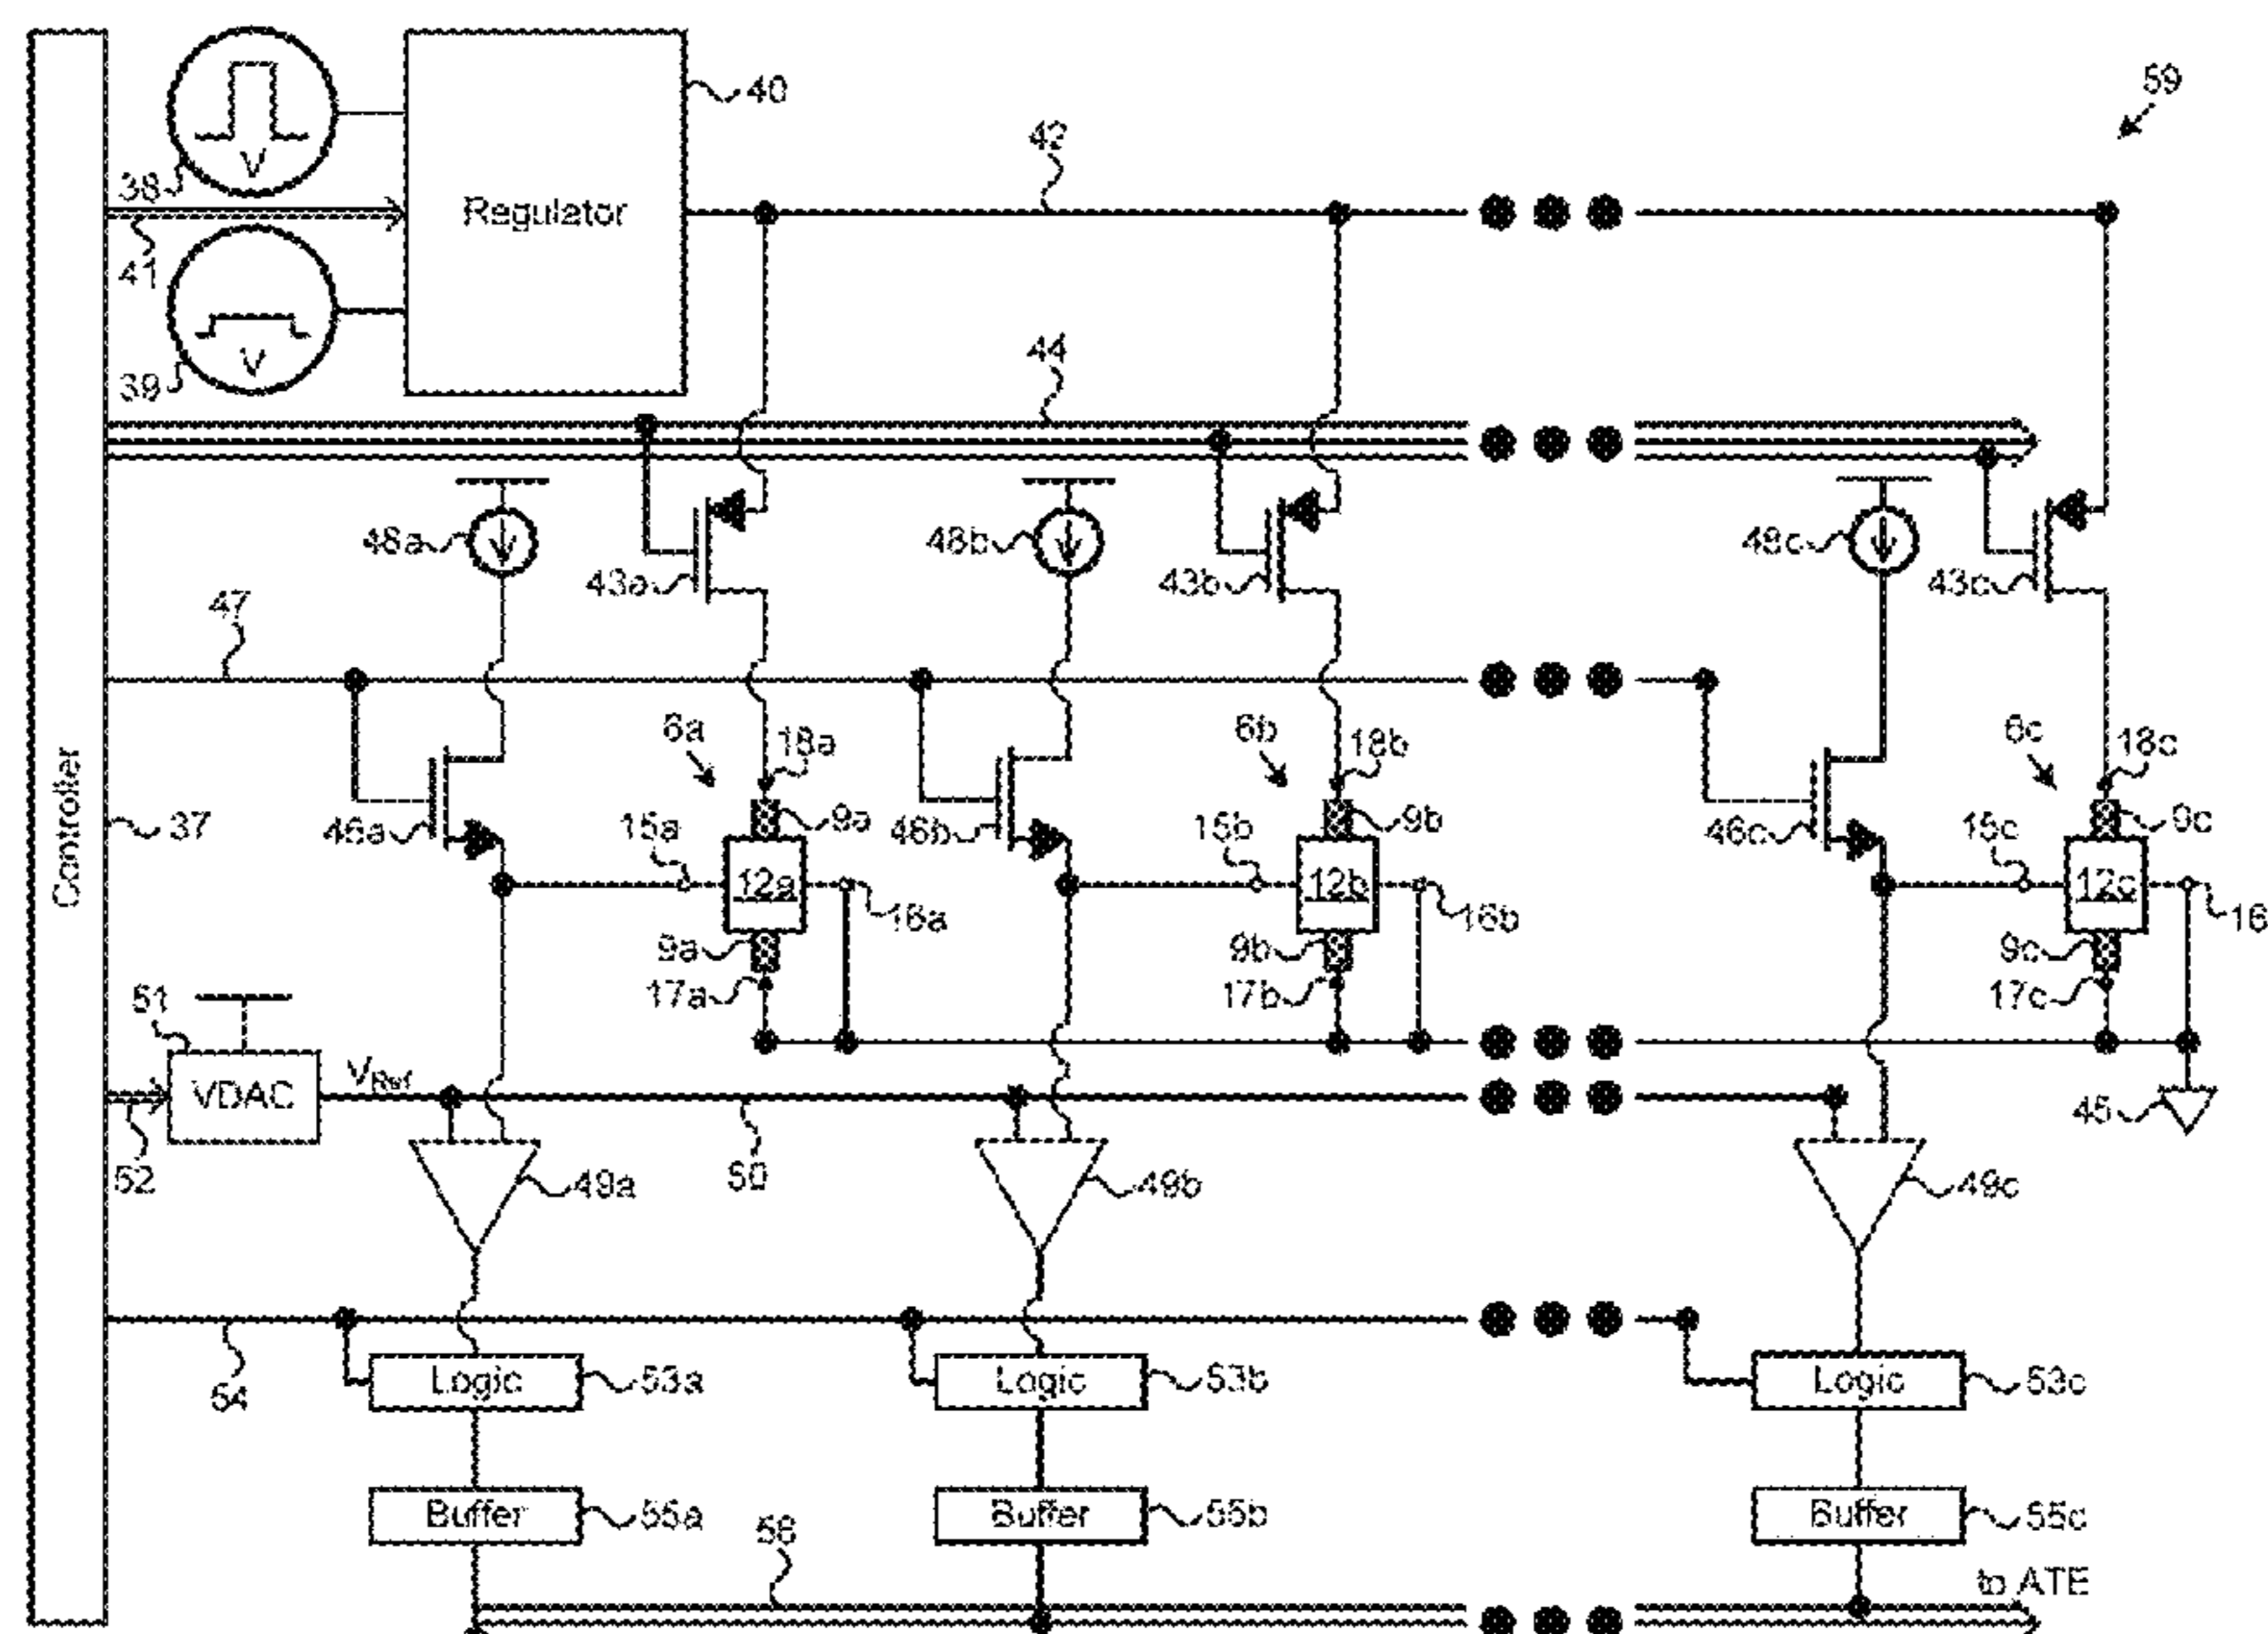 40
59
42
38
V
Regulator
41
39
V
44
48a
43a
48b
43b
48c
43c
47
6a
18a
6b
18b
6c
18c
Controller
37
46a
15a
9a
46b
15b
9b
46c
15c
9c
12a
12b
12c
16a
16b
16
9a
9b
9c
17a
17b
17c
51
VDAC
VRef
45
52
50
49a
49b
49c
54
Logic
53a
Logic
53b
Logic
53c
Buffer
55a
Buffer
55b
Buffer
55c
56
to ATE